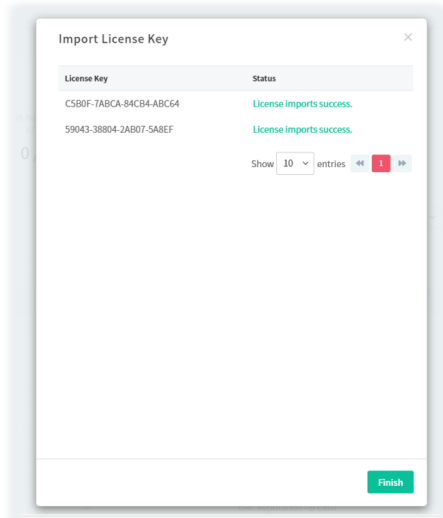 Import License Key
License Key Status
C5B0F-7ABCA-84CB4-ABC64 License imports success.
59043-38804-2AB07-5A8EF License imports success.
Show 10 entries 1
Finish